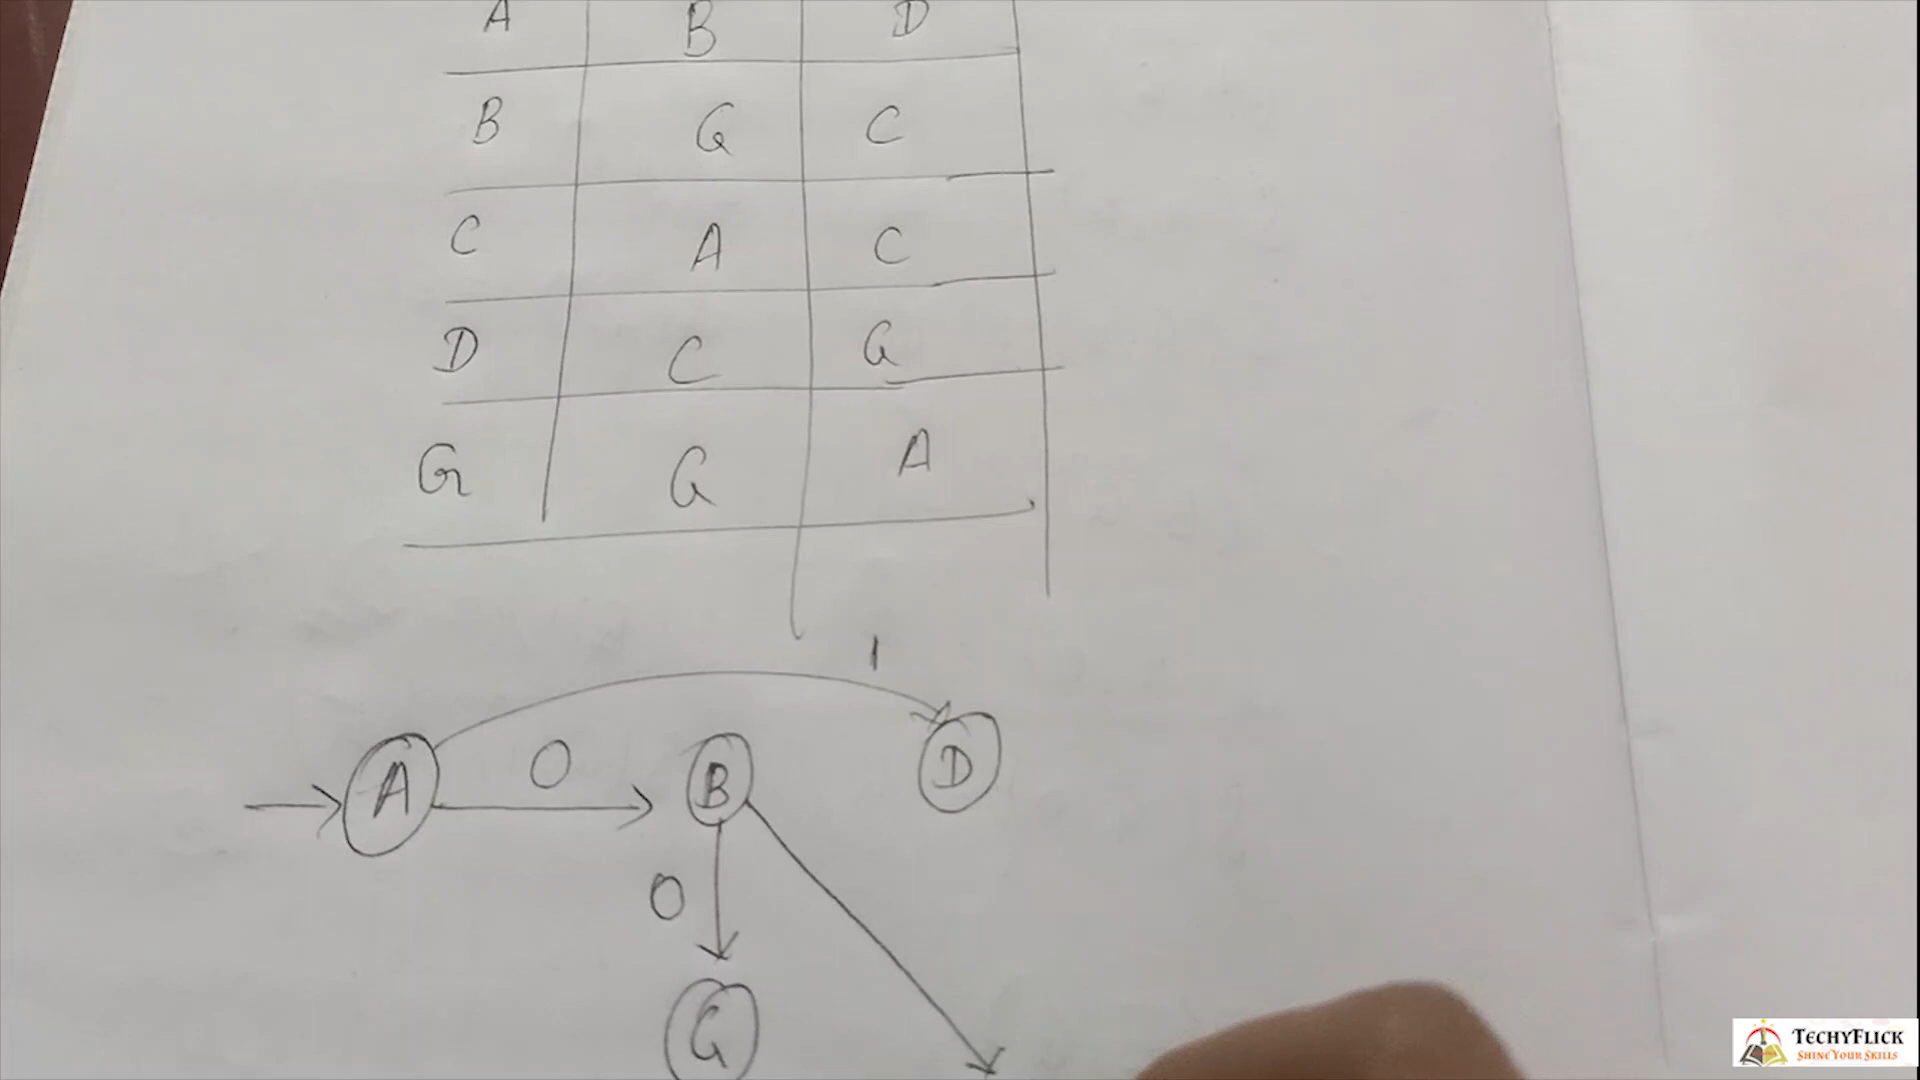 A B D
B G C
C A C
D C G
G G A
1
A 0 B D
0
G
TECHYFLICK
SHINE YOUR SKILLS